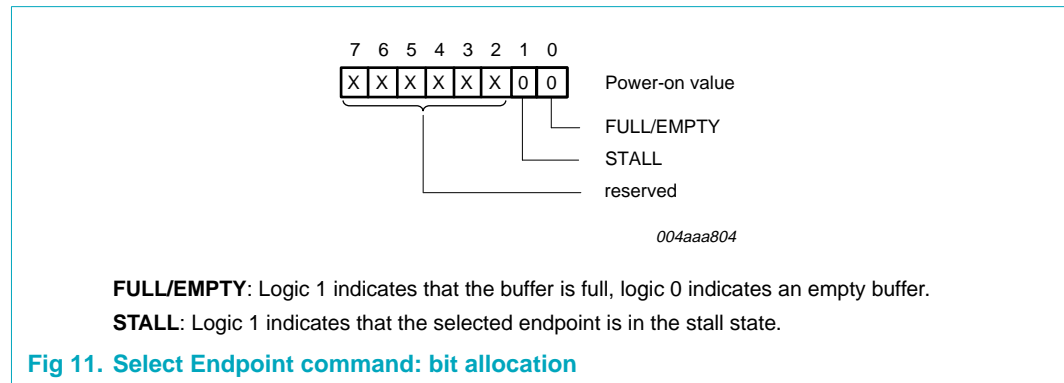 7 6 5 4 3 2 1 0
X X X X X X 0 0 Power-on value
FULL/EMPTY
STALL
reserved
004aaa804
FULL/EMPTY: Logic 1 indicates that the buffer is full, logic 0 indicates an empty buffer.
STALL: Logic 1 indicates that the selected endpoint is in the stall state.
Fig 11. Select Endpoint command: bit allocation